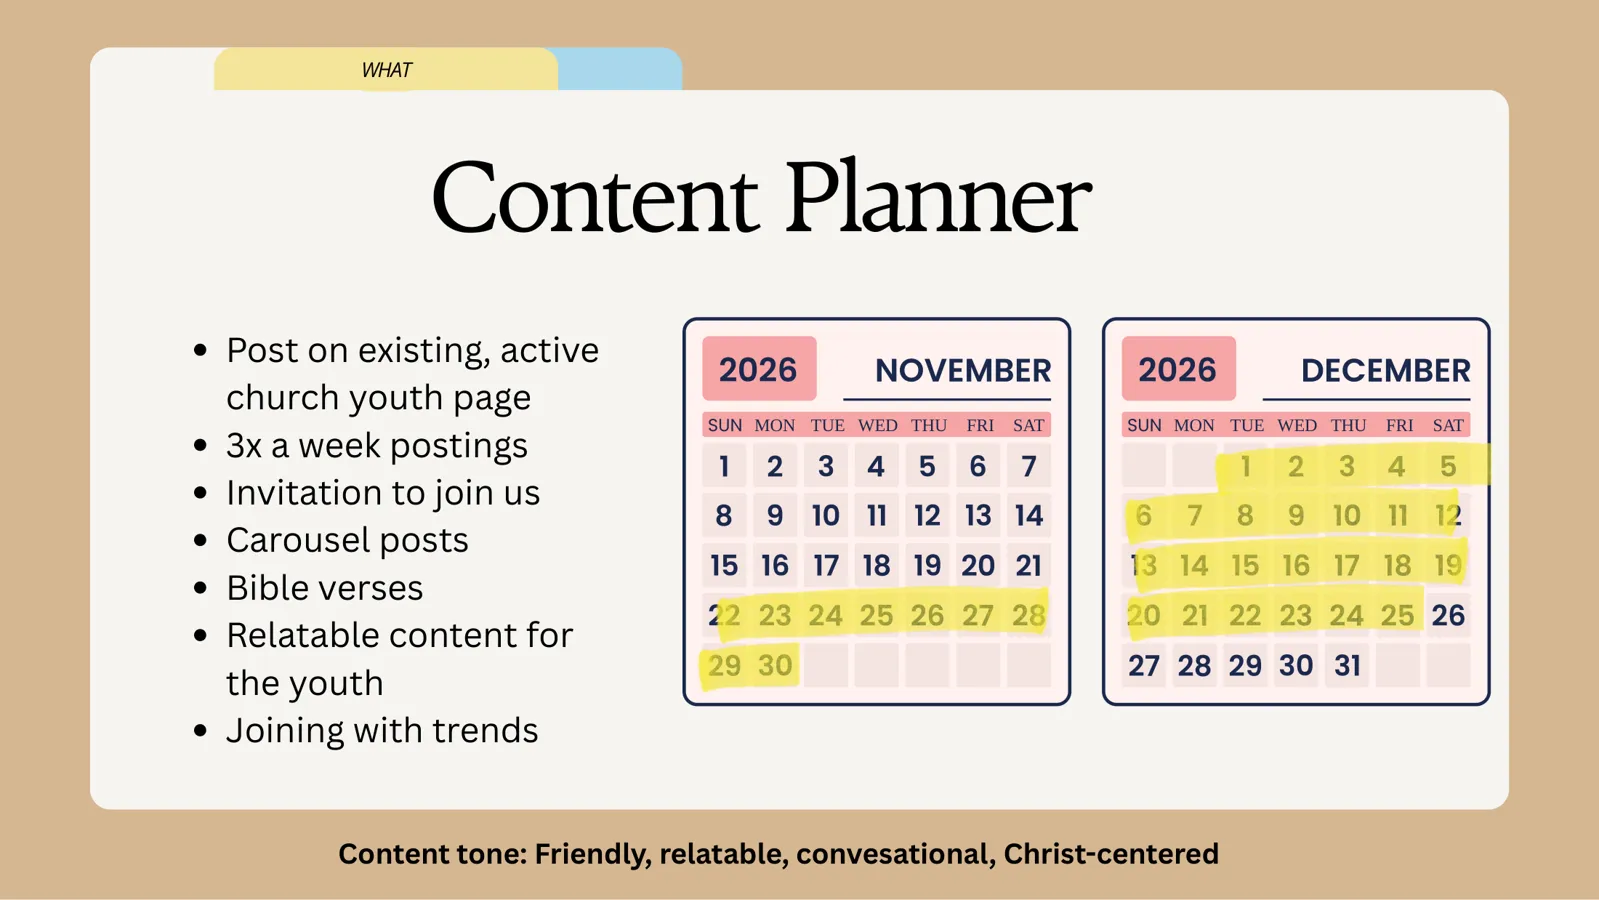 WHAT
Content Planner
• Post on existing, active
church youth page
• 3x a week postings
• Invitation to join us
• Carousel posts
• Bible verses
• Relatable content for
the youth
• Joining with trends
2026 NOVEMBER
SUN MON TUE WED THU FRI SAT
1 2 3 4 5 6 7
8 9 10 11 12 13 14
15 16 17 18 19 20 21
22 23 24 25 26 27 28
29 30
2026 DECEMBER
SUN MON TUE WED THU FRI SAT
1 2 3 4 5
6 7 8 9 10 11 12
13 14 15 16 17 18 19
20 21 22 23 24 25 26
27 28 29 30 31
Content tone: Friendly, relatable, convesational, Christ-centered